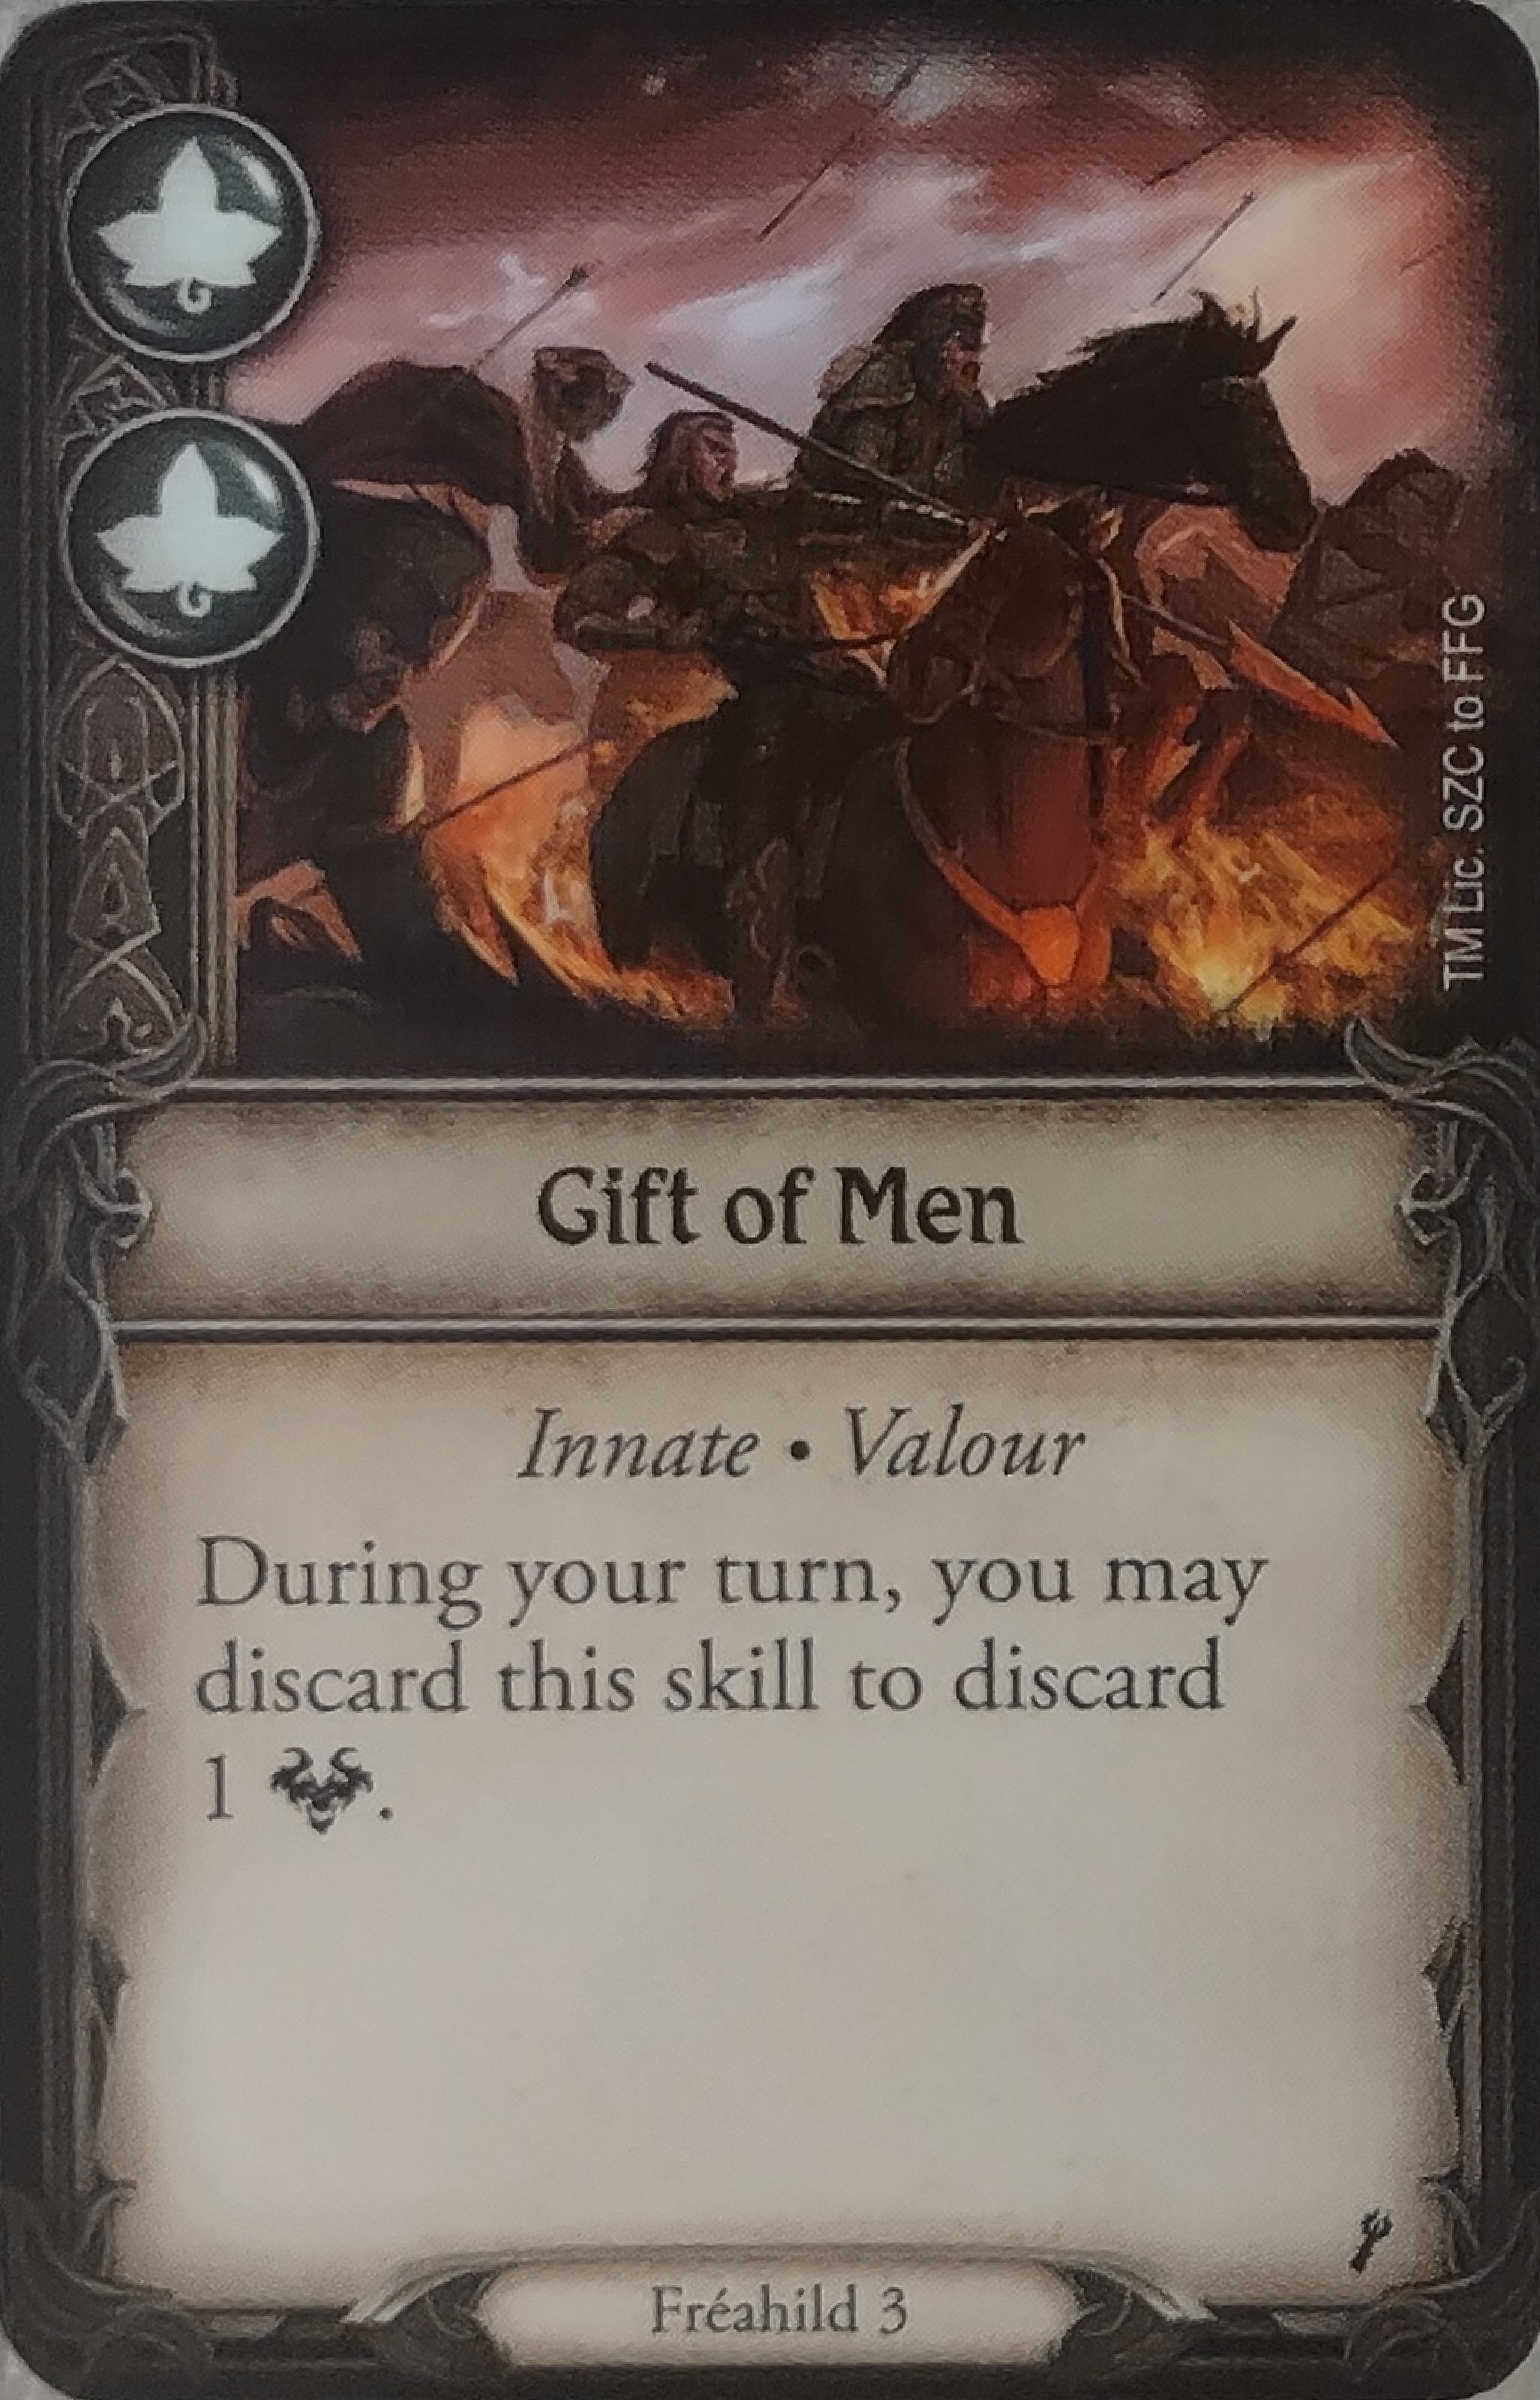 TM Lic. SZC to FFG
Gift of Men
Innate • Valour
During your turn, you may
discard this skill to discard
1 .
Fréahild 3